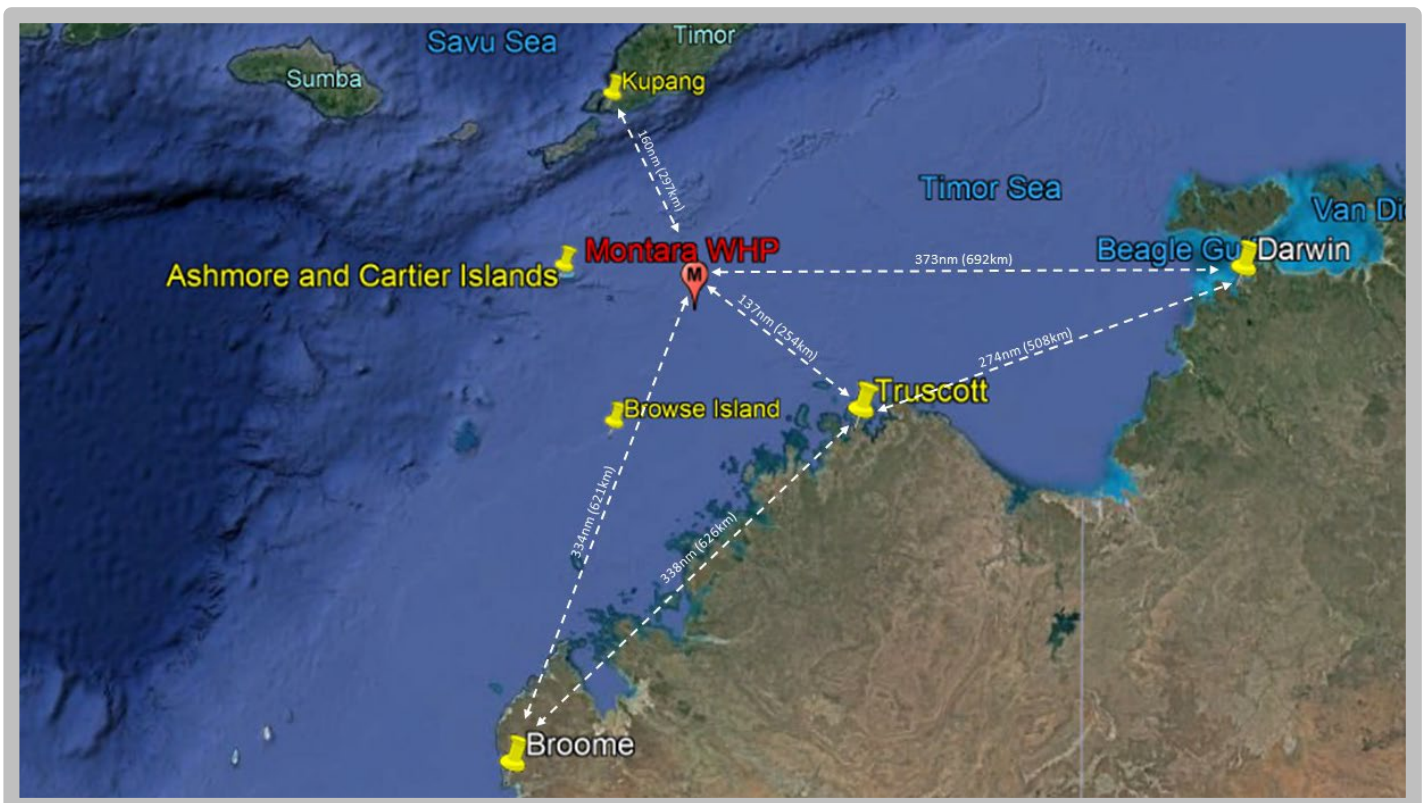 Savu Sea
Timor
Sumba
Kupang
160nm (297km)
Timor Sea
Montara WHP
M
Ashmore and Cartier Islands
373nm (692km)
Beagle Gu
Darwin
Van Di
137nm (254km)
274nm (508km)
Truscott
Browse Island
334nm (621km)
338nm (626km)
Broome